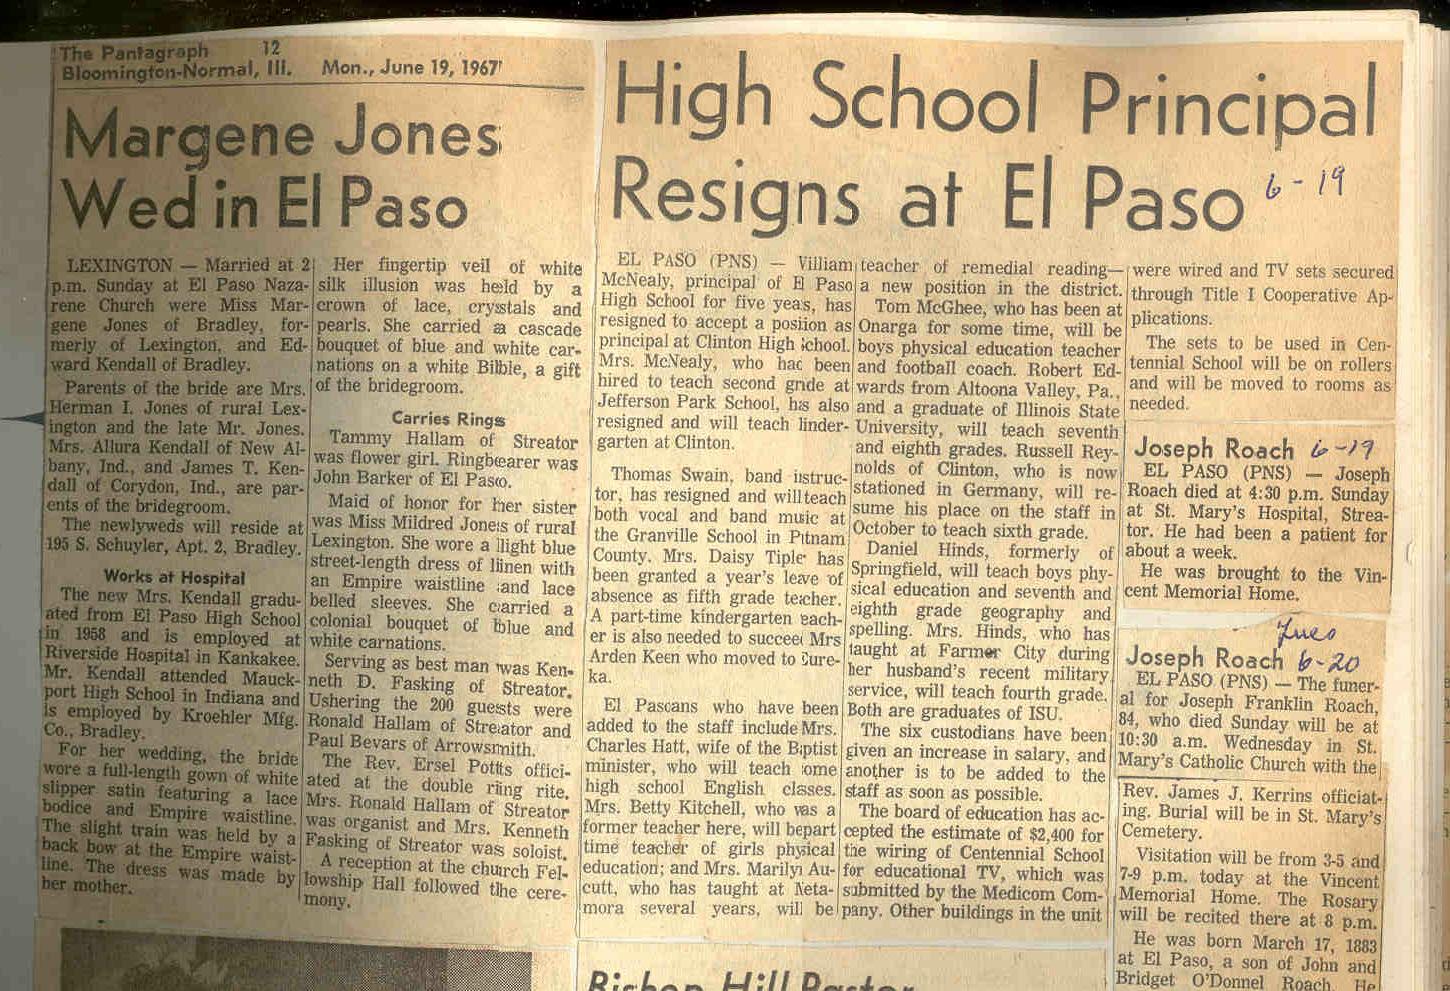 The Pantagraph 12
Bloomington-Normal, Ill. Mon., June 19, 1967
Margene Jones
Wed in El Paso
LEXINGTON — Married at 2
p.m. Sunday at El Paso Naza-
rene Church were Miss Mar-
gene Jones of Bradley, for-
merly of Lexington, and Ed-
ward Kendall of Bradley.
Parents of the bride are Mrs.
Herman I. Jones of rural Lex-
ington and the late Mr. Jones.
Mrs. Allura Kendall of New Al-
bany, Ind., and James T. Ken-
dall of Corydon, Ind., are par-
ents of the bridegroom.
The newlyweds will reside at
195 S. Schuyler, Apt. 2, Bradley.
Works at Hospital
The new Mrs. Kendall gradu-
ated from El Paso High School
in 1958 and is employed at
Riverside Hospital in Kankakee.
Mr. Kendall attended Mauck-
port High School in Indiana and
is employed by Kroehler Mfg.
Co., Bradley.
For her wedding, the bride
wore a full-length gown of white
slipper satin featuring a lace
bodice and Empire waistline.
The slight train was held by a
back bow at the Empire waist-
line. The dress was made by
her mother.
Her fingertip veil of white
silk illusion was held by a
crown of lace, crystals and
pearls. She carried a cascade
bouquet of blue and white car-
nations on a white Bible, a gift
of the bridegroom.
Carries Rings
Tammy Hallam of Streator
was flower girl. Ringbearer was
John Barker of El Paso.
Maid of honor for her sister
was Miss Mildred Jones of rural
Lexington. She wore a light blue
street-length dress of linen with
an Empire waistline and lace
belled sleeves. She carried a
colonial bouquet of blue and
white carnations.
Serving as best man was Ken-
neth D. Fasking of Streator.
Ushering the 200 guests were
Ronald Hallam of Streator and
Paul Bevars of Arrowsmith.
The Rev. Ersel Potts offici-
ated at the double ring rite.
Mrs. Ronald Hallam of Streator
was organist and Mrs. Kenneth
Fasking of Streator was soloist.
A reception at the church Fel-
lowship Hall followed the cere-
mony.
High School Principal
Resigns at El Paso 6-19
EL PASO (PNS) — Villiam
McNealy, principal of El Paso
High School for five years, has
resigned to accept a position as
principal at Clinton High School.
Mrs. McNealy, who had been
hired to teach second grade at
Jefferson Park School, has also
resigned and will teach kinder-
garten at Clinton.
Thomas Swain, band instruc-
tor, has resigned and will teach
both vocal and band music at
the Granville School in Putnam
County. Mrs. Daisy Tiple has
been granted a year's leave of
absence as fifth grade teacher.
A part-time kindergarten each-
er is also needed to succeed Mrs
Arden Keen who moved to Eure-
ka.
El Pasoans who have been
added to the staff include Mrs.
Charles Hatt, wife of the Baptist
minister, who will teach some
high school English classes.
Mrs. Betty Kitchell, who was a
former teacher here, will be part
time teacher of girls physical
education; and Mrs. Marilyn Au-
cutt, who has taught at Meta-
mora several years, will be
teacher of remedial reading—
a new position in the district.
Tom McGhee, who has been at
Onarga for some time, will be
boys physical education teacher
and football coach. Robert Ed-
wards from Altoona Valley, Pa.,
and a graduate of Illinois State
University, will teach seventh
and eighth grades. Russell Rey-
nolds of Clinton, who is now
stationed in Germany, will re-
sume his place on the staff in
October to teach sixth grade.
Daniel Hinds, formerly of
Springfield, will teach boys phy-
sical education and seventh and
eighth grade geography and
spelling. Mrs. Hinds, who has
taught at Farmer City during
her husband's recent military
service, will teach fourth grade.
Both are graduates of ISU.
The six custodians have been
given an increase in salary, and
another is to be added to the
staff as soon as possible.
The board of education has ac-
cepted the estimate of $2,400 for
the wiring of Centennial School
for educational TV, which was
submitted by the Medicom Com-
pany. Other buildings in the unit
were wired and TV sets secured
through Title I Cooperative Ap-
plications.
The sets to be used in Cen-
tennial School will be on rollers
and will be moved to rooms as
needed.
Joseph Roach 6-19
EL PASO (PNS) — Joseph
Roach died at 4:30 p.m. Sunday
at St. Mary's Hospital, Strea-
tor. He had been a patient for
about a week.
He was brought to the Vin-
cent Memorial Home.
Tues
Joseph Roach 6-20
EL PASO (PNS) — The funer-
al for Joseph Franklin Roach,
84, who died Sunday will be at
10:30 a.m. Wednesday in St.
Mary's Catholic Church with the
Rev. James J. Kerrins officiat-
ing. Burial will be in St. Mary's
Cemetery.
Visitation will be from 3-5 and
7-9 p.m. today at the Vincent
Memorial Home. The Rosary
will be recited there at 8 p.m.
He was born March 17, 1883
at El Paso, a son of John and
Bridget O'Donnel Roach. He
Bishop Hill Pastor